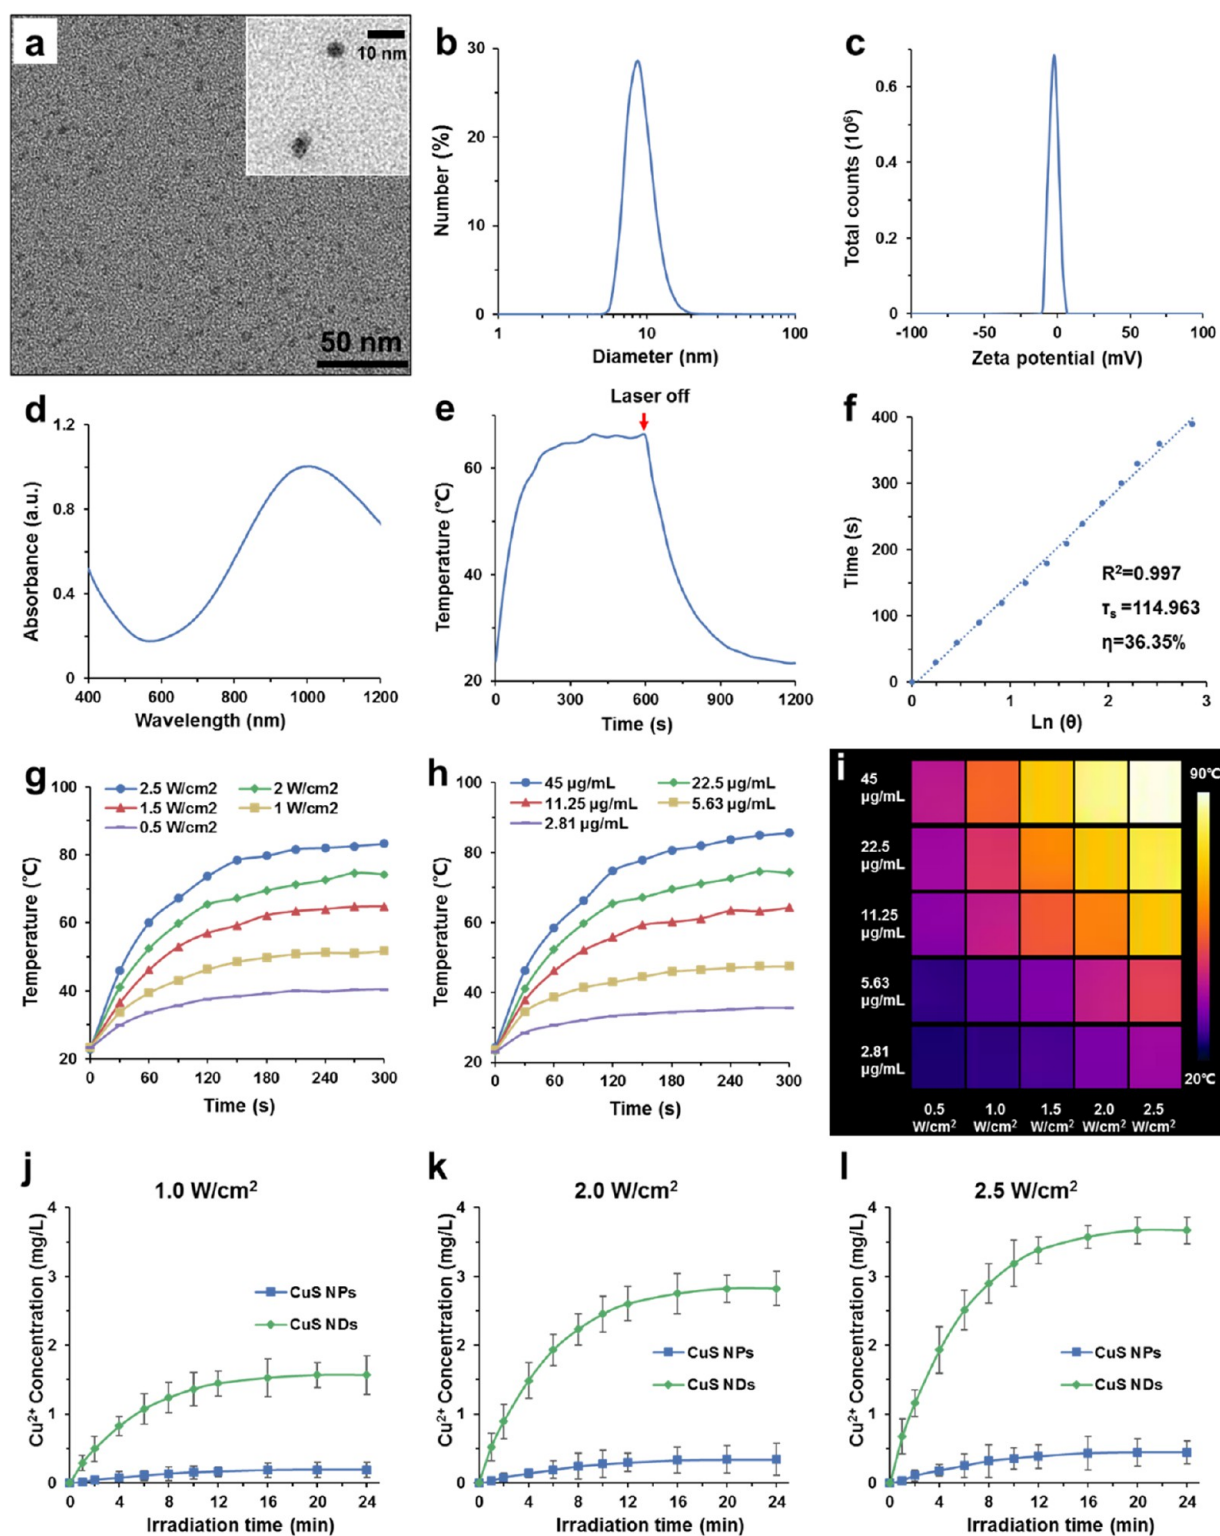 a
10 nm
50 nm
b
30
20
10
0
Number (%)
1
10
100
Diameter (nm)
c
0.6
0.4
0.2
0
Total counts (10⁶)
-100
-50
0
50
100
Zeta potential (mV)
d
1.2
0.8
0.4
0
Absorbance (a.u.)
400
600
800
1000
1200
Wavelength (nm)
e
Laser off
60
40
20
Temperature (℃)
0
300
600
900
1200
Time (s)
f
400
300
200
100
0
Time (s)
R²=0.997
τₛ =114.963
η=36.35%
0
1
2
3
Ln (θ)
g
100
80
60
40
20
Temperature (℃)
2.5 W/cm2
2 W/cm2
1.5 W/cm2
1 W/cm2
0.5 W/cm2
0
60
120
180
240
300
Time (s)
h
100
80
60
40
20
Temperature (℃)
45 µg/mL
22.5 µg/mL
11.25 µg/mL
5.63 µg/mL
2.81 µg/mL
0
60
120
180
240
300
Time (s)
i
45
µg/mL
22.5
µg/mL
11.25
µg/mL
5.63
µg/mL
2.81
µg/mL
90℃
20℃
0.5
W/cm²
1.0
W/cm²
1.5
W/cm²
2.0
W/cm²
2.5
W/cm²
j
1.0 W/cm²
4
3
2
1
0
Cu²⁺ Concentration (mg/L)
CuS NPs
CuS NDs
0
4
8
12
16
20
24
Irradiation time (min)
k
2.0 W/cm²
4
3
2
1
0
Cu²⁺ Concentration (mg/L)
CuS NPs
CuS NDs
0
4
8
12
16
20
24
Irradiation time (min)
l
2.5 W/cm²
4
3
2
1
0
Cu²⁺ Concentration (mg/L)
CuS NPs
CuS NDs
0
4
8
12
16
20
24
Irradiation time (min)